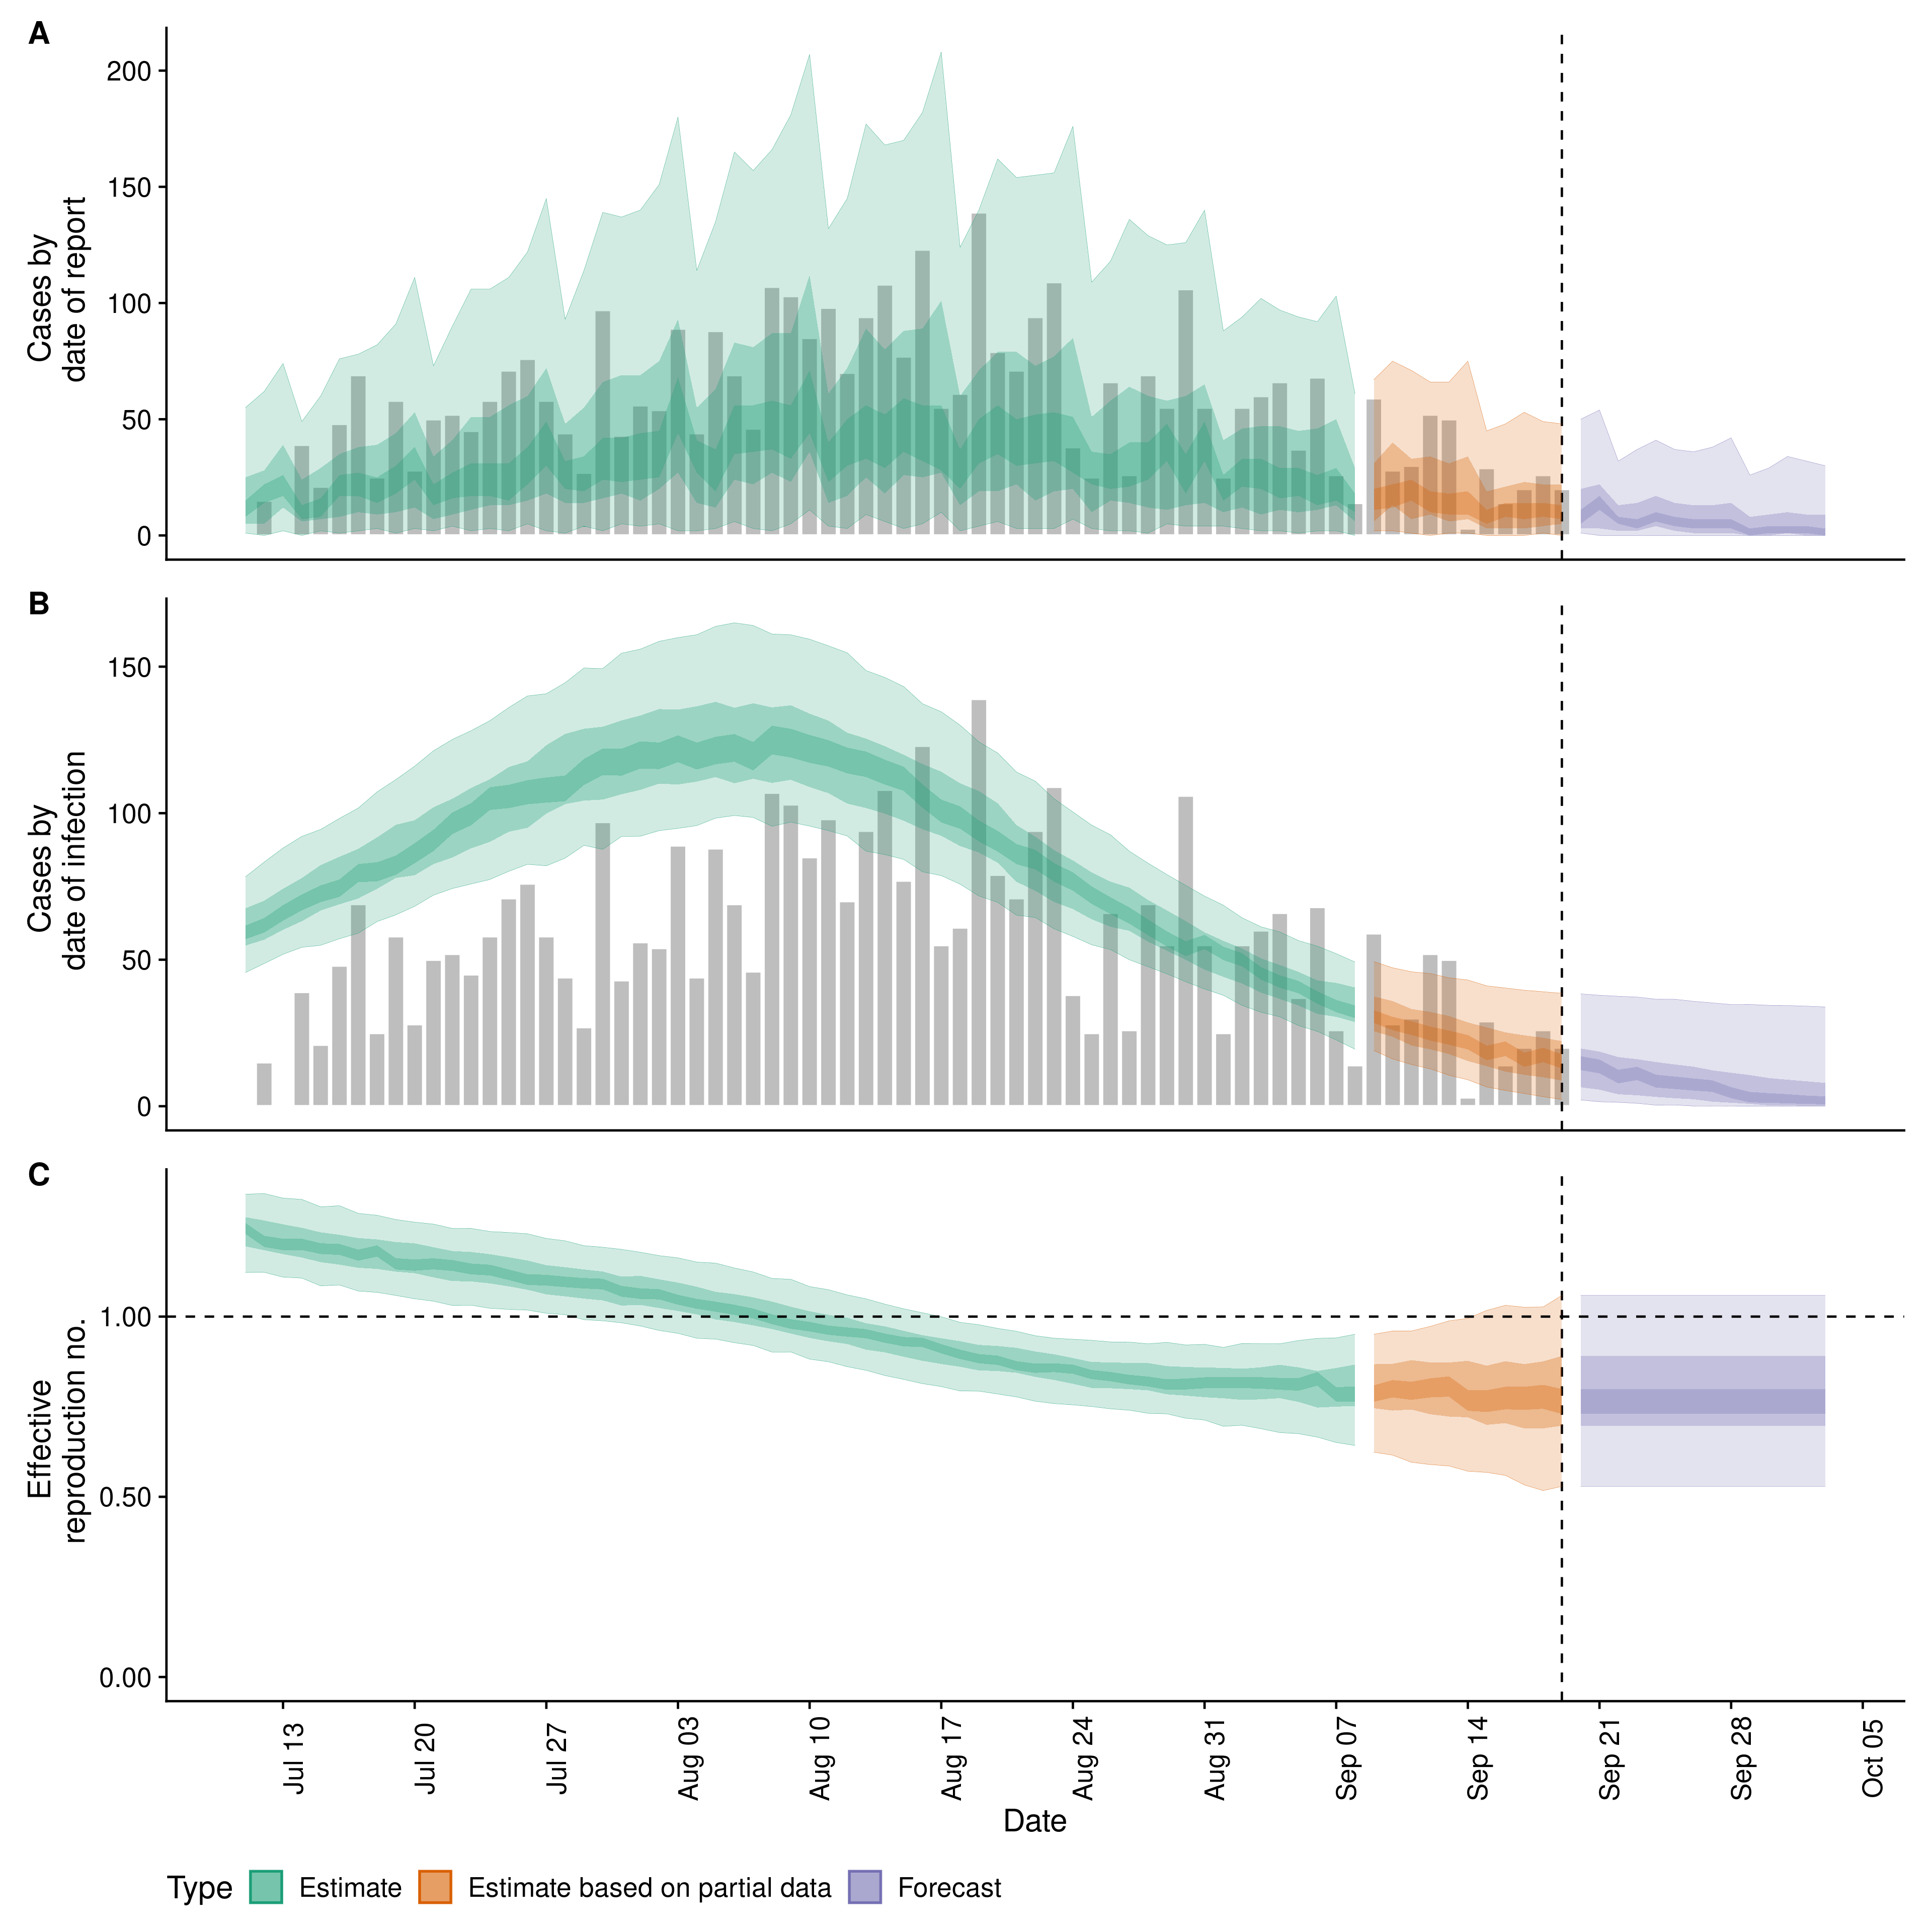 A
200
150
100
50
0
Cases by
date of report
B
150
100
50
0
Cases by
date of infection
C
1.00
0.50
0.00
Effective
reproduction no.
Jul 13
Jul 20
Jul 27
Aug 03
Aug 10
Aug 17
Aug 24
Aug 31
Sep 07
Sep 14
Sep 21
Sep 28
Oct 05
Date
Type Estimate Estimate based on partial data Forecast